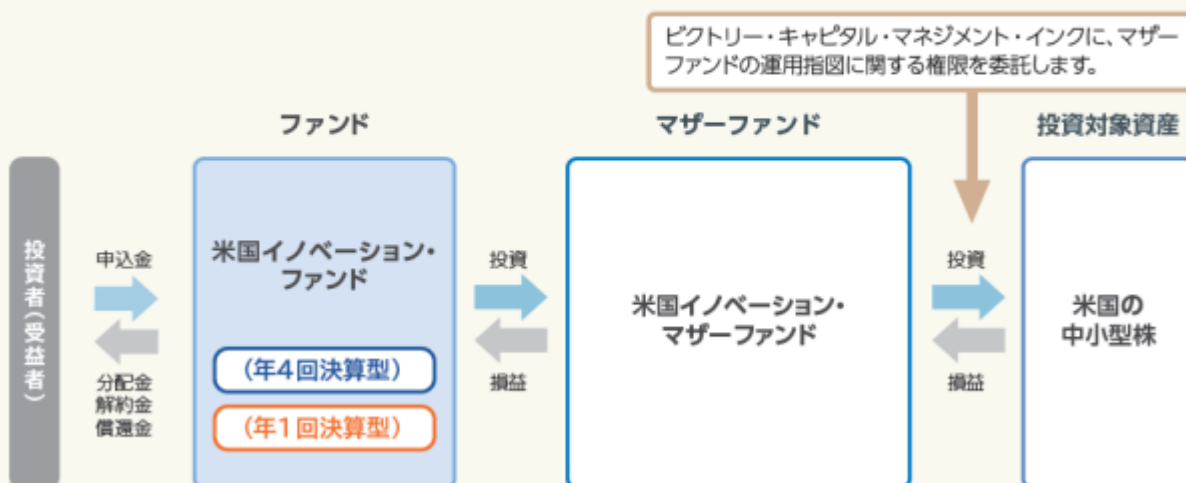 ビクトリー・キャピタル・マネジメント・インクに、マザー
ファンドの運用指図に関する権限を委託します。
ファンド
マザーファンド
投資対象資産
投資者（受益者）
申込金
分配金
解約金
償還金
米国イノベーション・
ファンド
（年4回決算型）
（年1回決算型）
投資
損益
米国イノベーション・
マザーファンド
投資
損益
米国の
中小型株